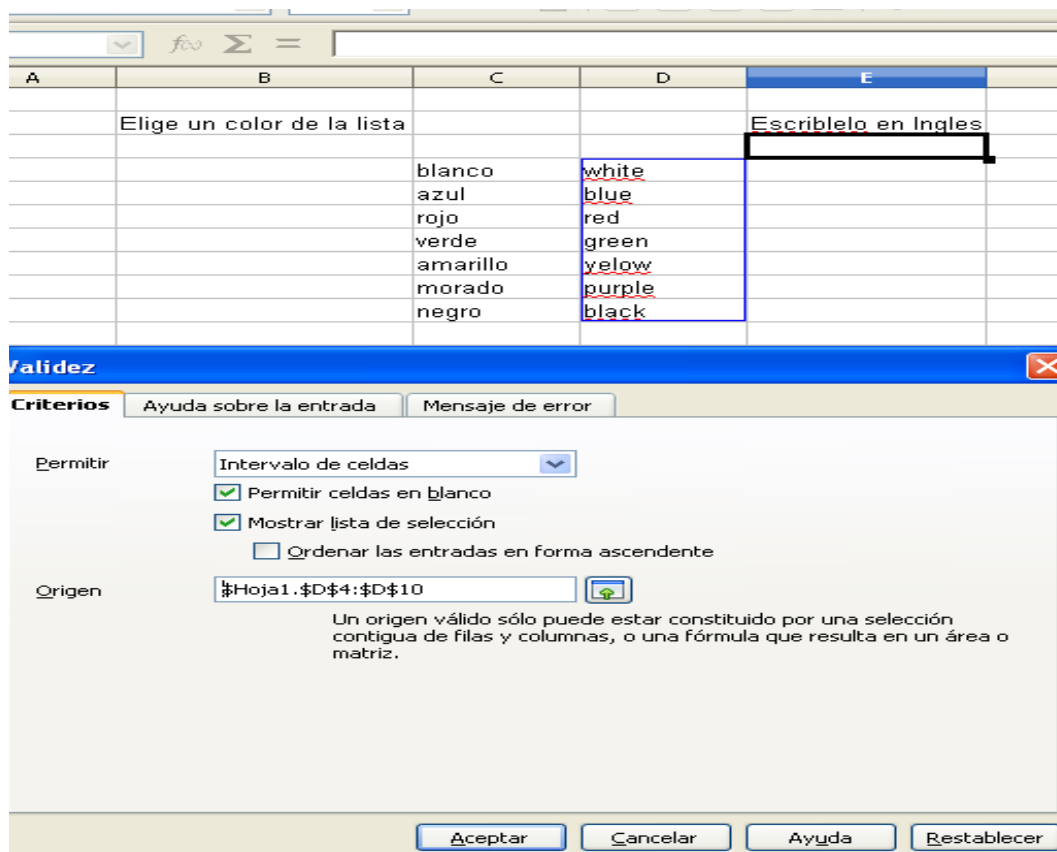 A B C D E
Elige un color de la lista Escriblelo en Ingles
blanco white
azul blue
rojo red
verde green
amarillo yelow
morado purple
negro black
Validez
Criterios Ayuda sobre la entrada Mensaje de error
Permitir Intervalo de celdas
Permitir celdas en blanco
Mostrar lista de selección
Ordenar las entradas en forma ascendente
Origen $Hoja1.$D$4:$D$10
Un origen válido sólo puede estar constituido por una selección
contigua de filas y columnas, o una fórmula que resulta en un área o
matriz.
Aceptar Cancelar Ayuda Restablecer